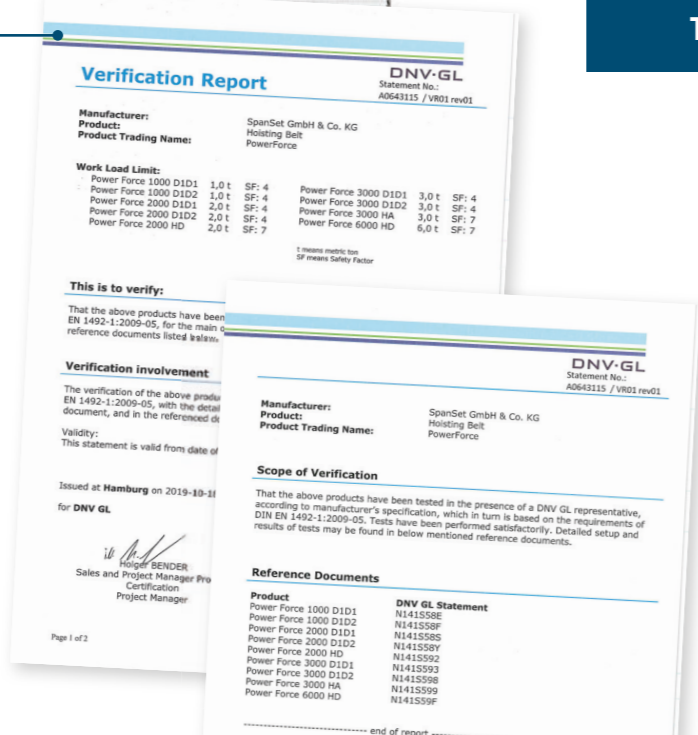 Verification Report
DNV·GL
Statement No.:
A0643115 / VR01 rev01
Manufacturer: SpanSet GmbH & Co. KG
Product: Hoisting Belt
Product Trading Name: PowerForce
Work Load Limit:
Power Force 1000 D1D1 1,0 t SF: 4
Power Force 1000 D1D2 1,0 t SF: 4
Power Force 2000 D1D1 2,0 t SF: 4
Power Force 2000 D1D2 2,0 t SF: 4
Power Force 2000 HD 2,0 t SF: 7
Power Force 3000 D1D1 3,0 t SF: 4
Power Force 3000 D1D2 3,0 t SF: 4
Power Force 3000 HA 3,0 t SF: 7
Power Force 6000 HD 6,0 t SF: 7
t means metric ton
SF means Safety Factor
This is to verify:
That the above products have been
EN 1492-1:2009-05, for the main
reference documents listed below.
Verification involvement
The verification of the above
EN 1492-1:2009-05, with the
document, and in the referenced
Validity:
This statement is valid from date of
Issued at Hamburg on 2019-10-
for DNV GL
Holger BENDER
Sales and Project Manager
Certification
Project Manager
Page 1 of 2
DNV·GL
Statement No.:
A0643115 / VR01 rev01
Manufacturer: SpanSet GmbH & Co. KG
Product: Hoisting Belt
Product Trading Name: PowerForce
Scope of Verification
That the above products have been tested in the presence of a DNV GL representative,
according to manufacturer's specification, which in turn is based on the requirements of
DIN EN 1492-1:2009-05. Tests have been performed satisfactorily. Detailed setup and
results of tests may be found in below mentioned reference documents.
Reference Documents
Product DNV GL Statement
Power Force 1000 D1D1 N141S58E
Power Force 1000 D1D2 N141S58F
Power Force 2000 D1D1 N141S58S
Power Force 2000 D1D2 N141S58Y
Power Force 2000 HD N141S592
Power Force 3000 D1D1 N141S593
Power Force 3000 D1D2 N141S598
Power Force 3000 HA N141S599
Power Force 6000 HD N141S59F
end of report